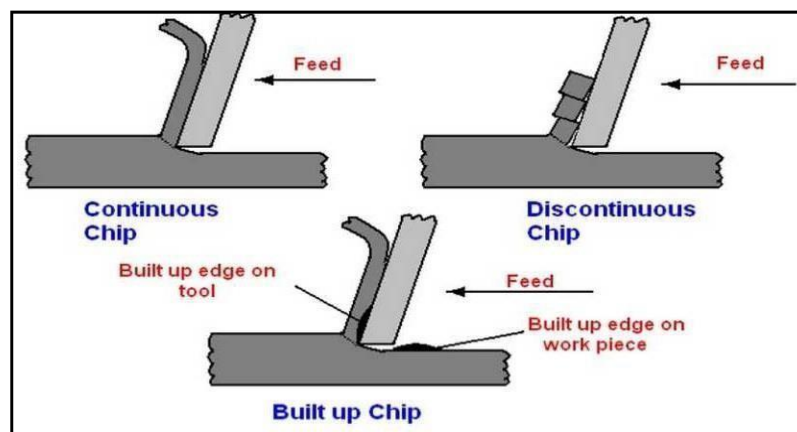 Feed
Feed
Continuous
Chip
Discontinuous
Chip
Built up edge on
tool
Feed
Built up edge on
work piece
Built up Chip